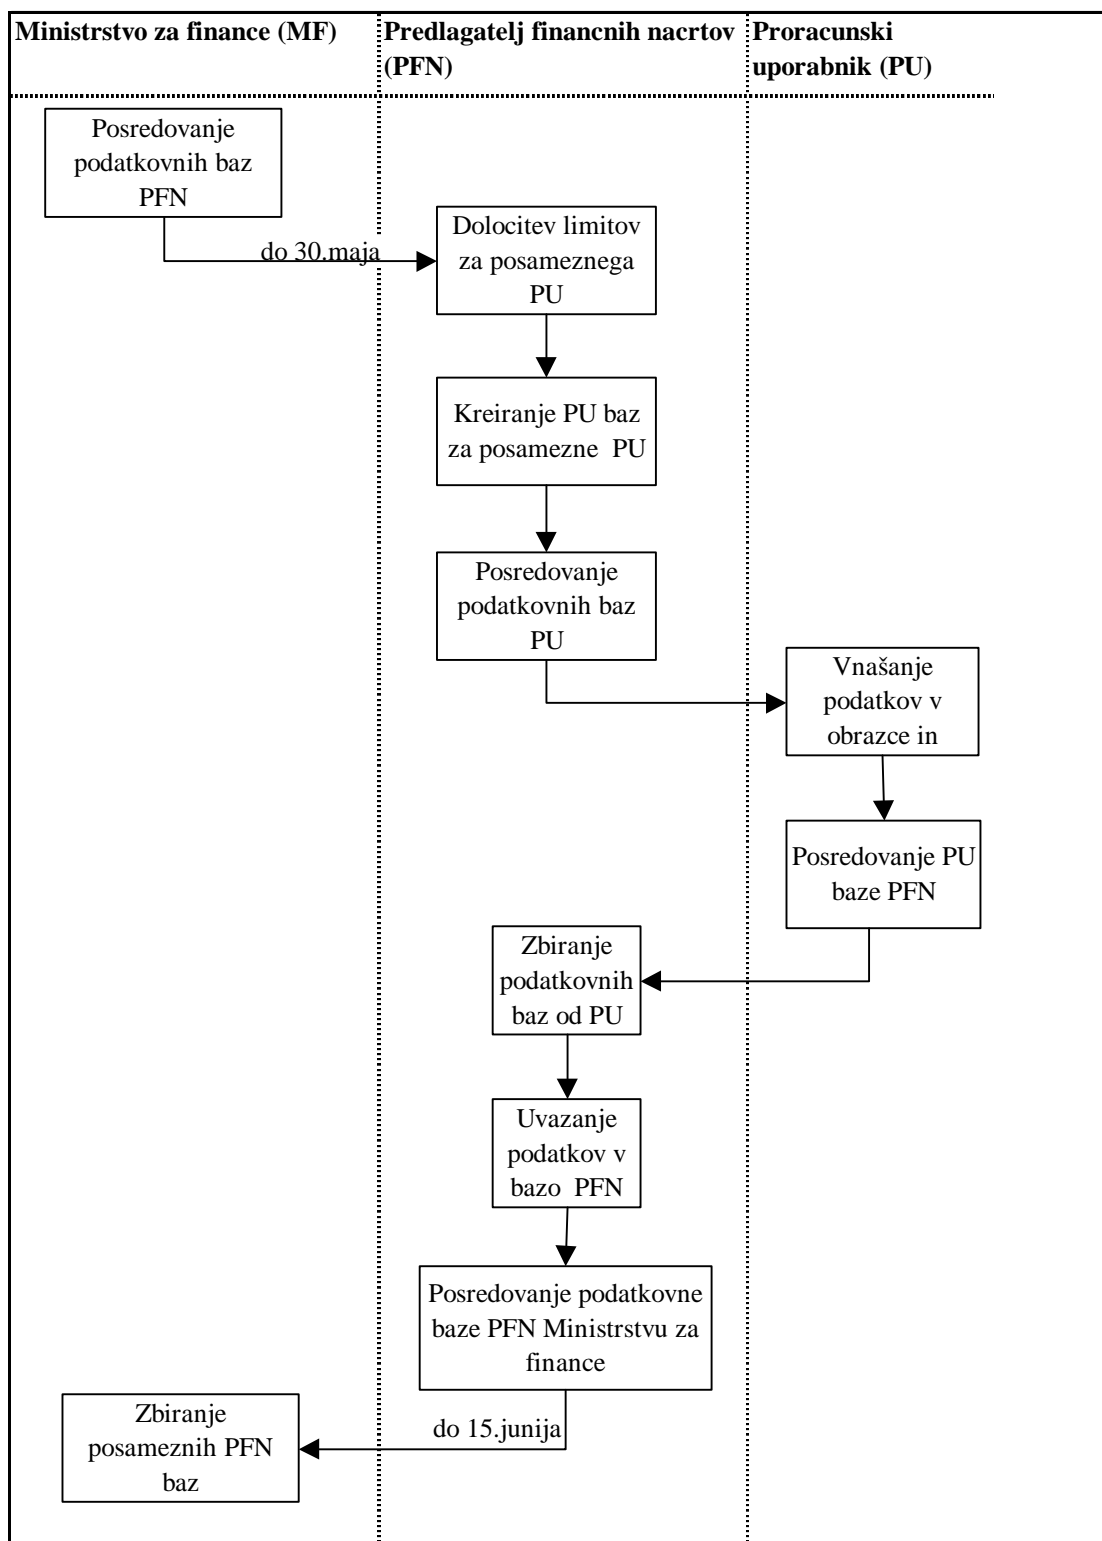 Ministrstvo za finance (MF)
Predlagatelj financnih nacrtov
(PFN)
Proracunski
uporabnik (PU)
Posredovanje
podatkovnih baz
PFN
do 30.maja
Dolocitev limitov
za posameznega
PU
Kreiranje PU baz
za posamezne PU
Posredovanje
podatkovnih baz
PU
Vnašanje
podatkov v
obrazce in
Posredovanje PU
baze PFN
Zbiranje
podatkovnih
baz od PU
Uvazanje
podatkov v
bazo PFN
Posredovanje podatkovne
baze PFN Ministrstvu za
finance
do 15.junija
Zbiranje
posameznih PFN
baz